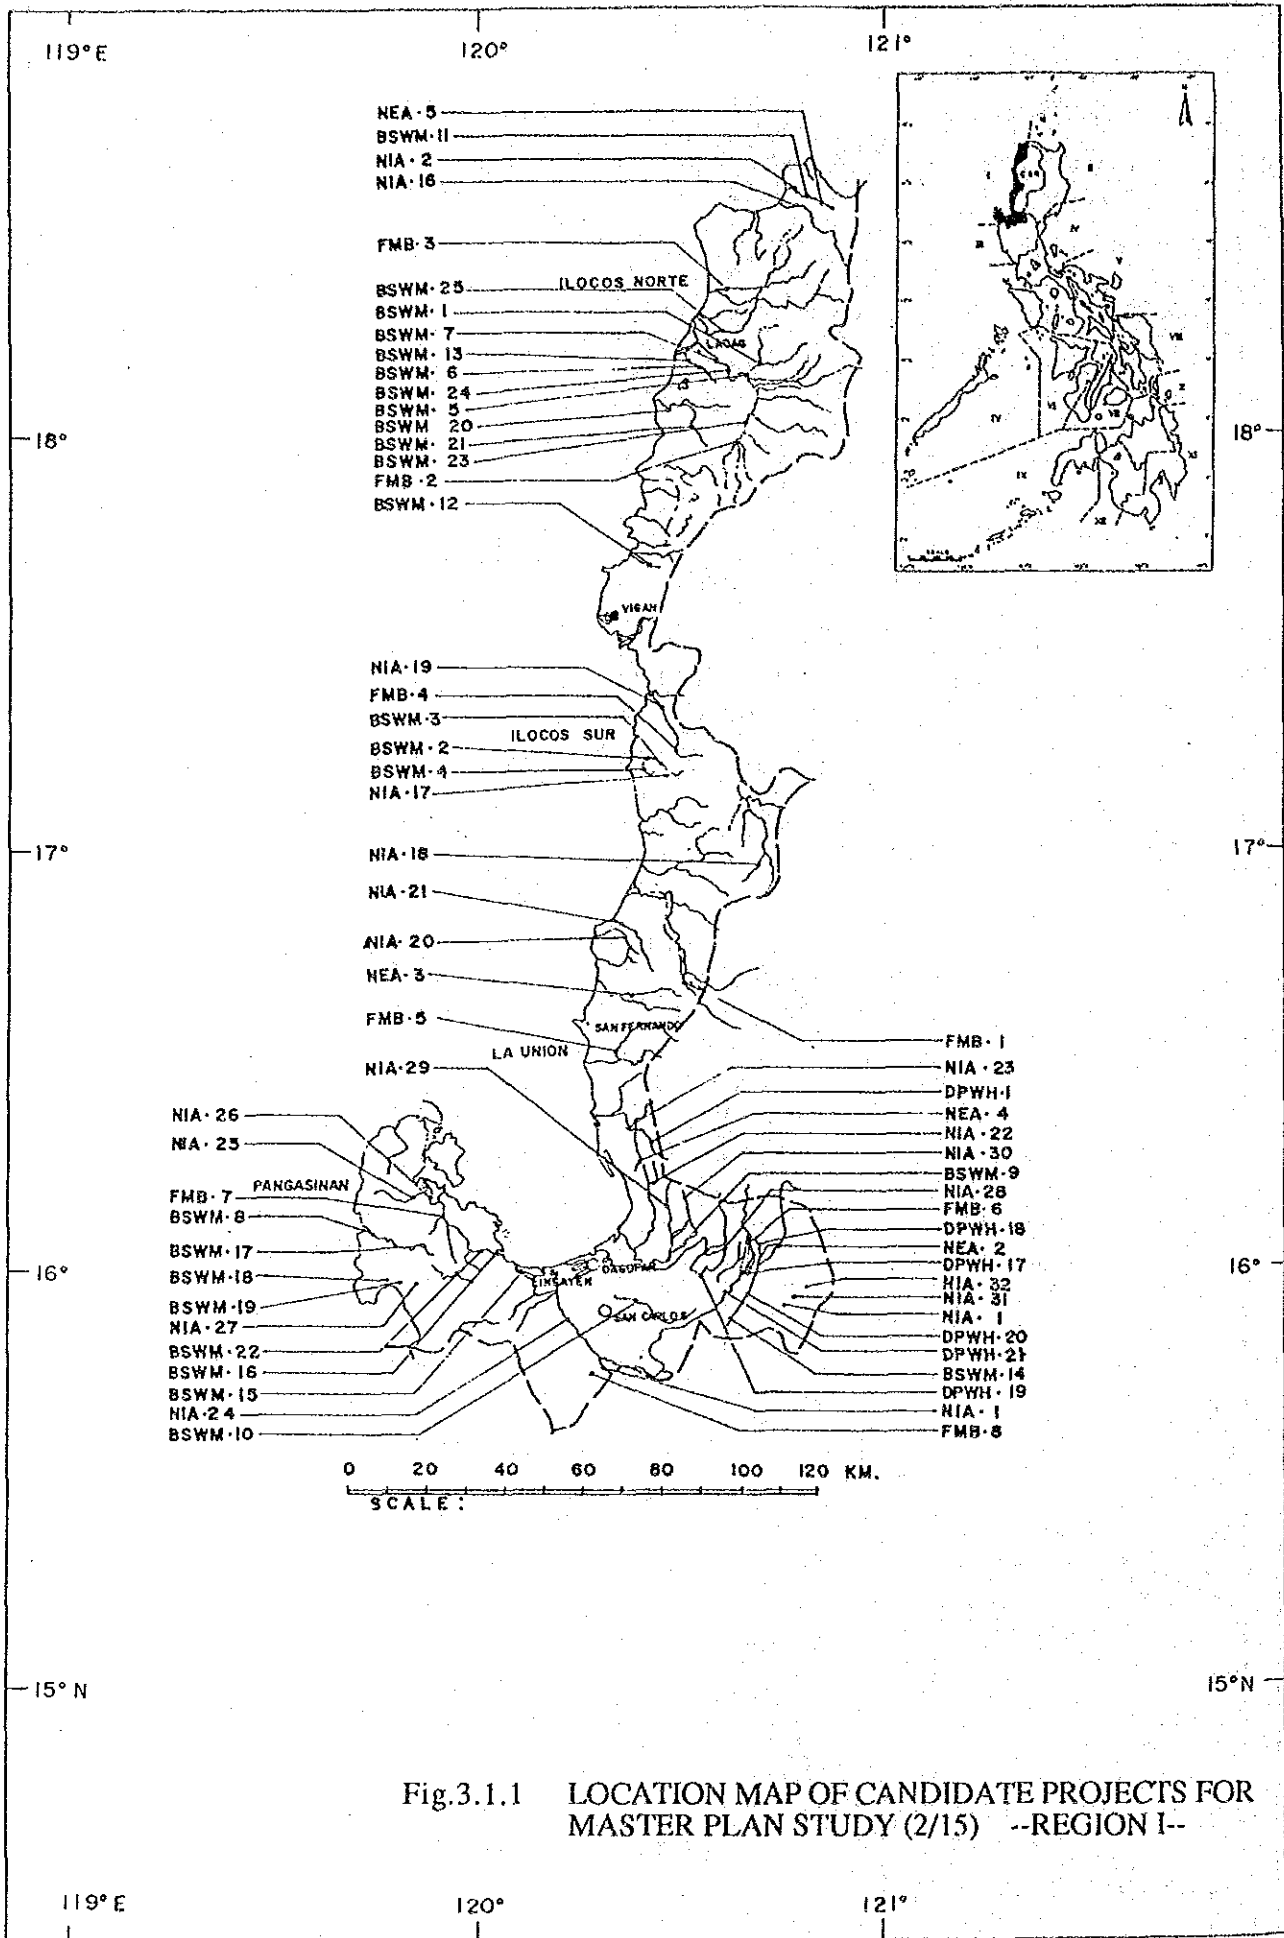 119° E
120°
121°
NEA·5
BSWM·11
NIA·2
NIA·16
FMB·3
BSWM·25
ILOCOS NORTE
BSWM·1
BSWM·7
LAOAG
BSWM·13
BSWM·6
BSWM·24
BSWM·5
BSWM 20
BSWM·21
BSWM·23
FMB·2
BSWM·12
18°
18°
VIGAN
NIA·19
FMB·4
BSWM·3
ILOCOS SUR
BSWM·2
BSWM·4
NIA·17
17°
17°
NIA·18
NIA·21
NIA·20
NEA·3
FMB·5
SAN FERNANDO
LA UNION
NIA·29
FMB·1
NIA·23
DPWH·1
NEA·4
NIA·22
NIA·30
BSWM·9
NIA·28
FMB·6
DPWH·18
NEA·2
DPWH·17
NIA·32
NIA·31
NIA·1
DPWH·20
DPWH·21
BSWM·14
DPWH·19
NIA·1
FMB·8
NIA·26
NIA·25
PANGASINAN
FMB·7
BSWM·8
BSWM·17
BSWM·18
BSWM·19
NIA·27
BSWM·22
BSWM·16
BSWM·15
NIA·24
BSWM·10
16°
16°
DAGUPAN
LINGAYEN
SAN CARLOS
0 20 40 60 80 100 120 KM.
SCALE:
15° N
15° N
Fig.3.1.1 LOCATION MAP OF CANDIDATE PROJECTS FOR
MASTER PLAN STUDY (2/15) --REGION I--
119° E
120°
121°